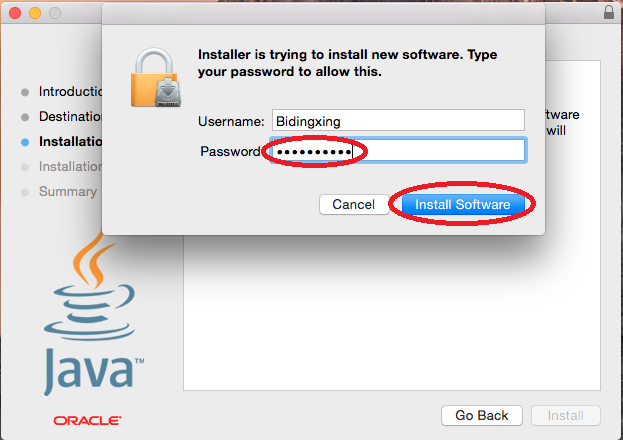 Installer is trying to install new software. Type
your password to allow this.
Username: Bidingxing
Password
Cancel
Install Software
Introductio
Destination
Installatio
Installation
Summary
ftware
will
Java™
ORACLE
Go Back
Install